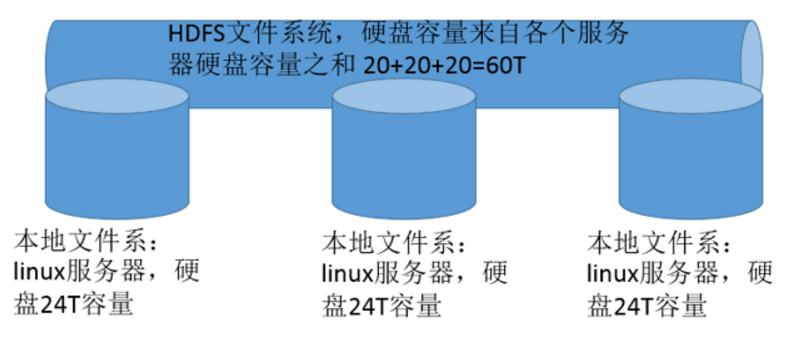 HDFS文件系统，硬盘容量来自各个服务
器硬盘容量之和 20+20+20=60T
本地文件系：
linux服务器，硬
盘24T容量
本地文件系：
linux服务器，硬
盘24T容量
本地文件系：
linux服务器，硬
盘24T容量